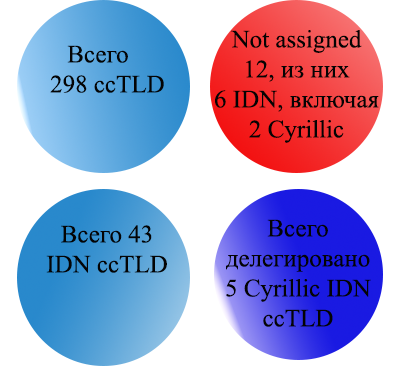 Всего
298 ccTLD
Not assigned
12, из них
6 IDN, включая
2 Cyrillic
Всего 43
IDN ccTLD
Всего
делегировано
5 Cyrillic IDN
ccTLD